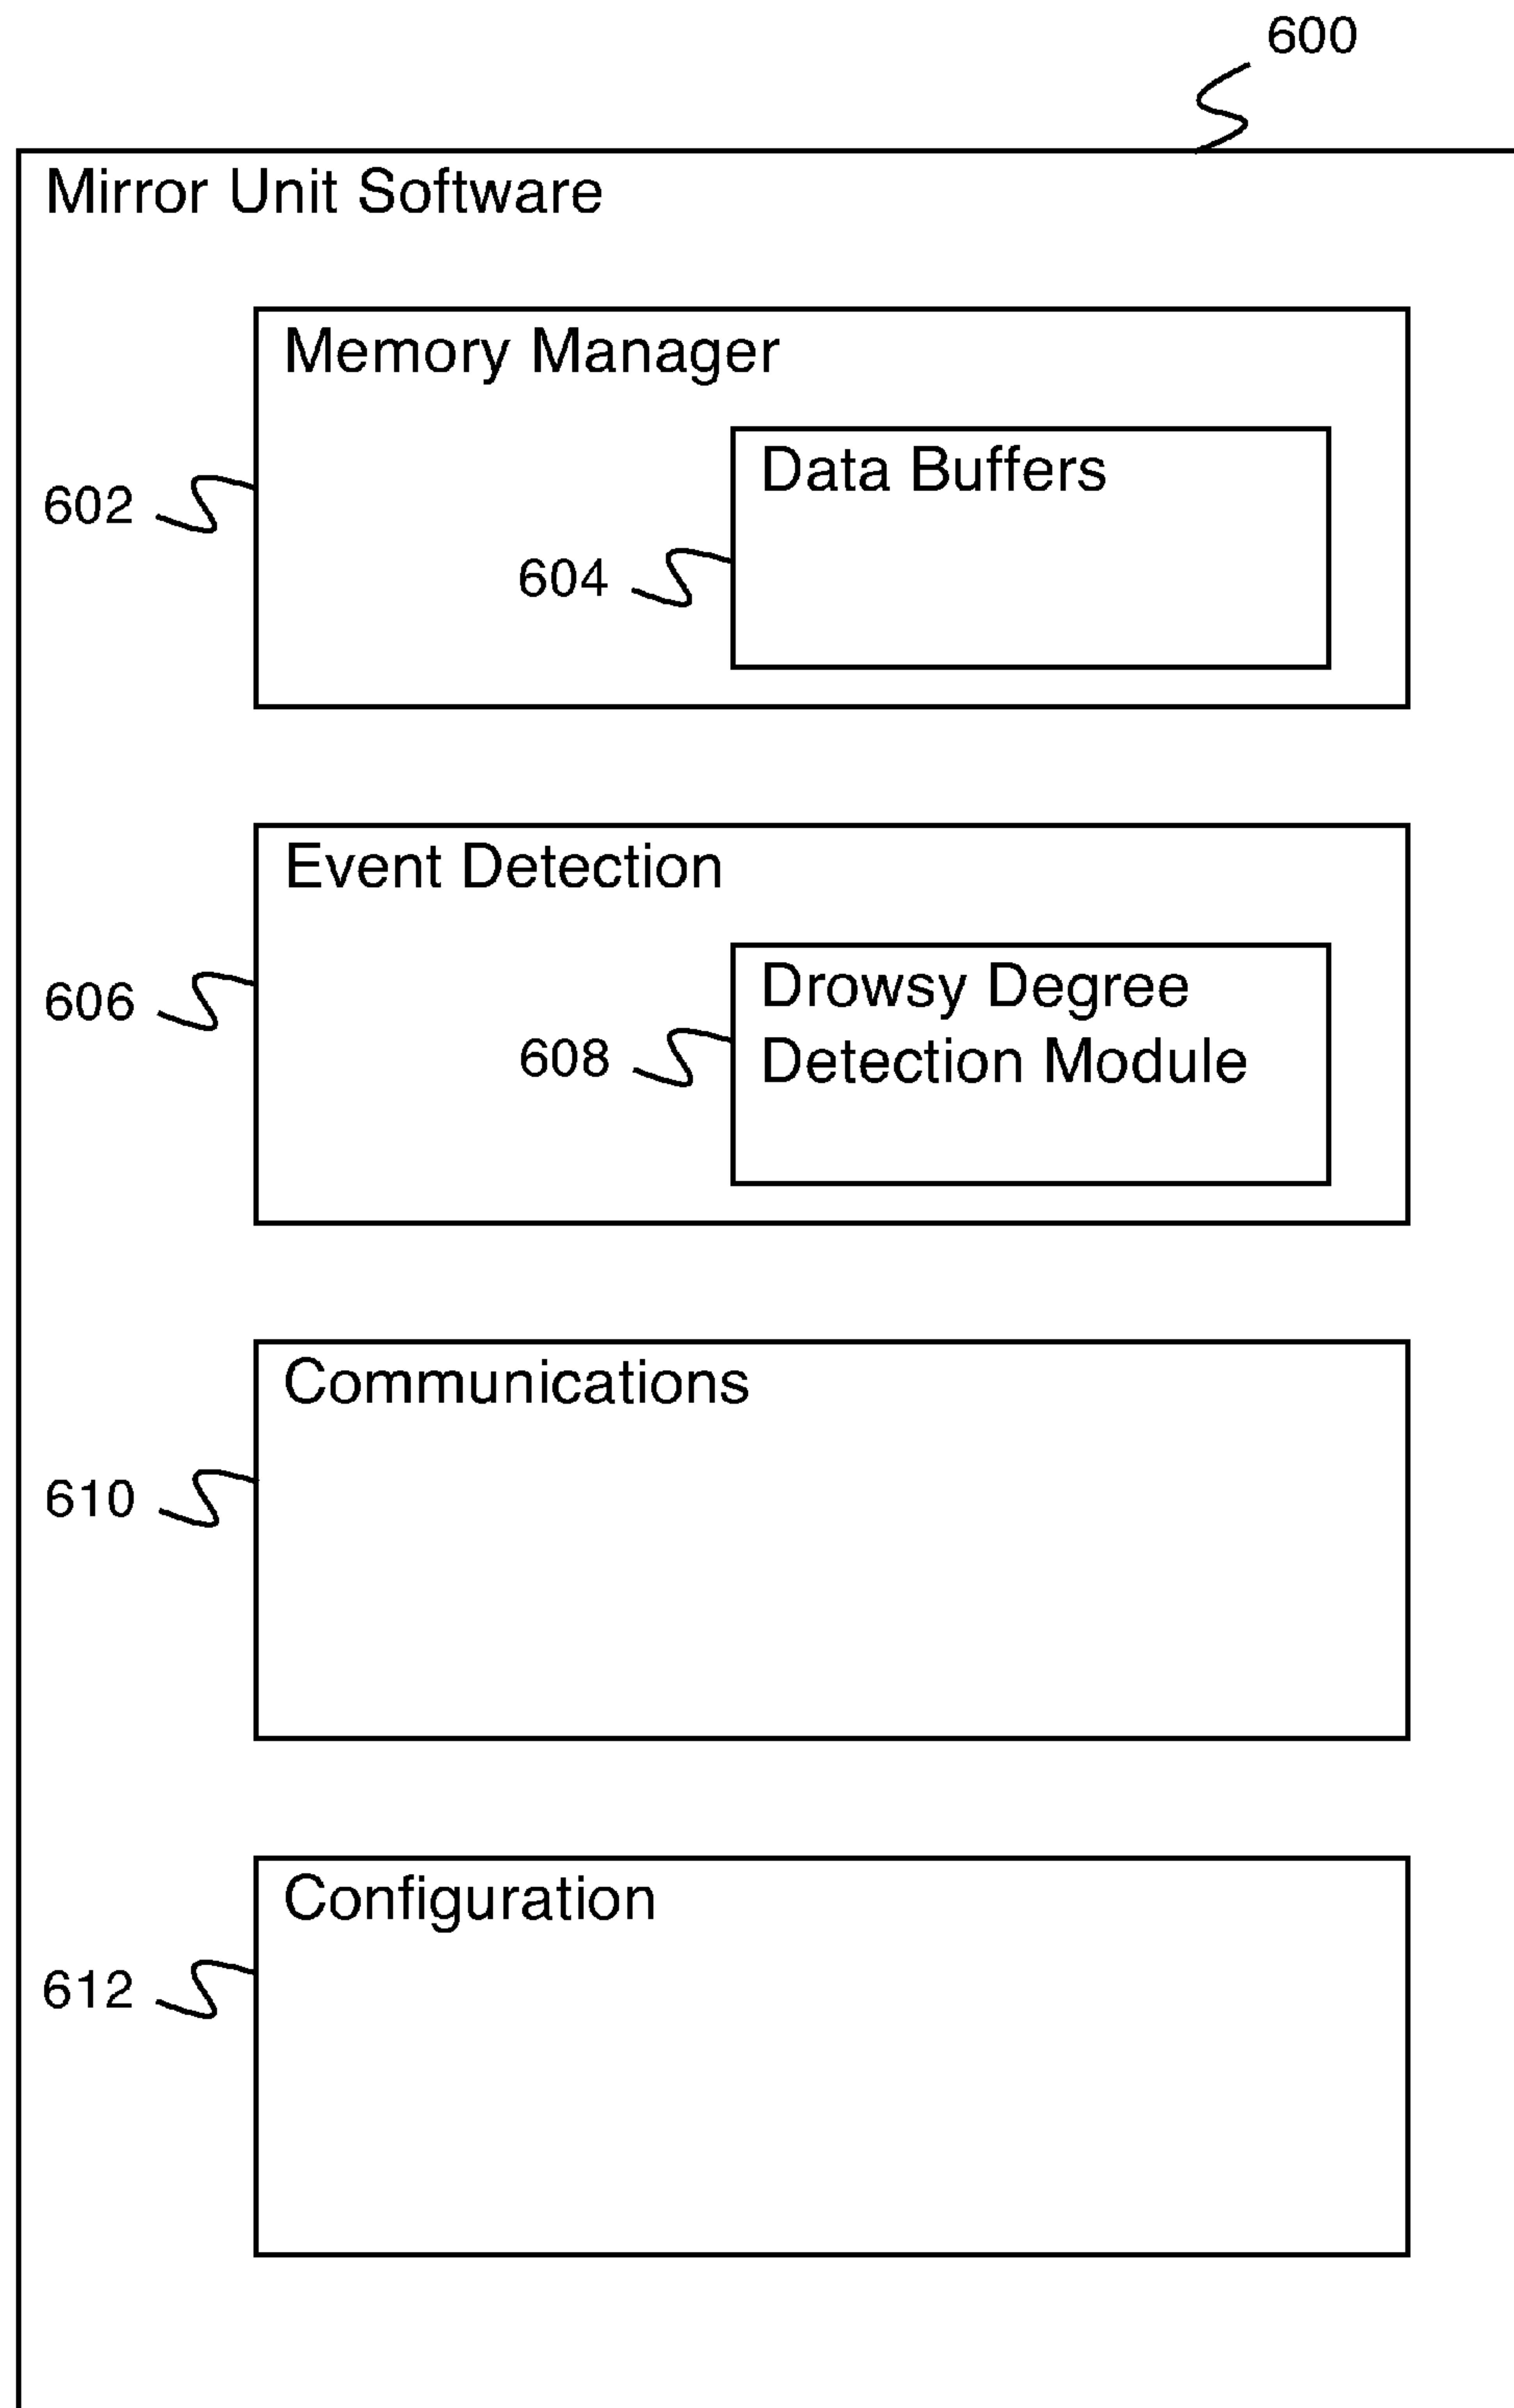 600
Mirror Unit Software
Memory Manager
Data Buffers
602
604
Event Detection
Drowsy Degree
Detection Module
606
608
Communications
610
Configuration
612